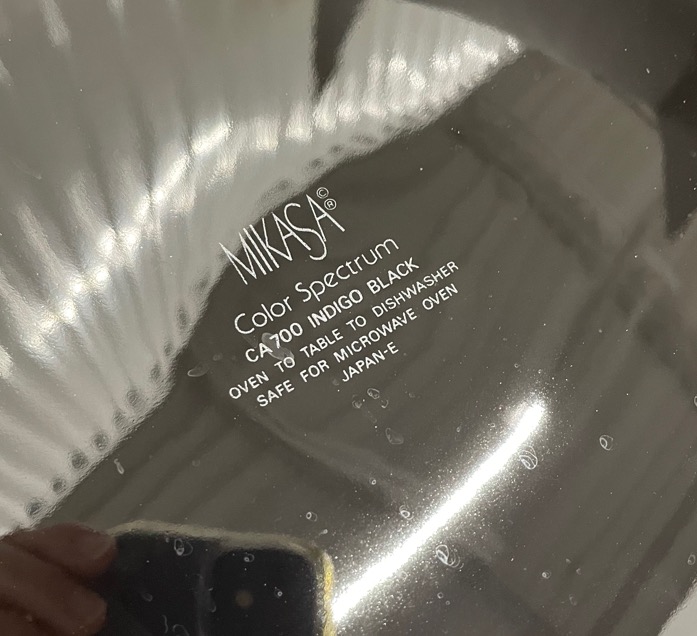 MIKASA©®
Color Spectrum
CA700 INDIGO BLACK
OVEN TO TABLE TO DISHWASHER
SAFE FOR MICROWAVE OVEN
JAPAN-E